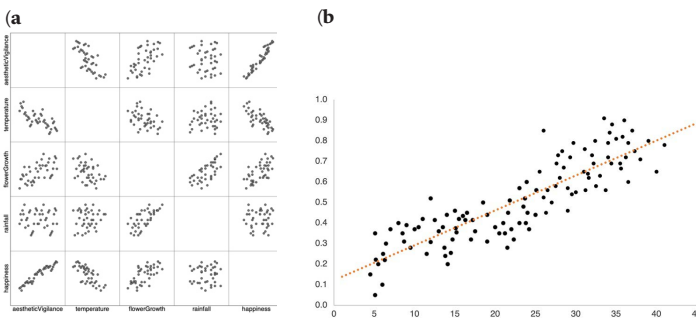 (a
(b
aestheticVigilance
temperature
flowerGrowth
rainfall
happiness
aestheticVigilance temperature flowerGrowth rainfall happiness
1.0
0.9
0.8
0.7
0.6
0.5
0.4
0.3
0.2
0.1
0.0
0 5 10 15 20 25 30 35 40 45